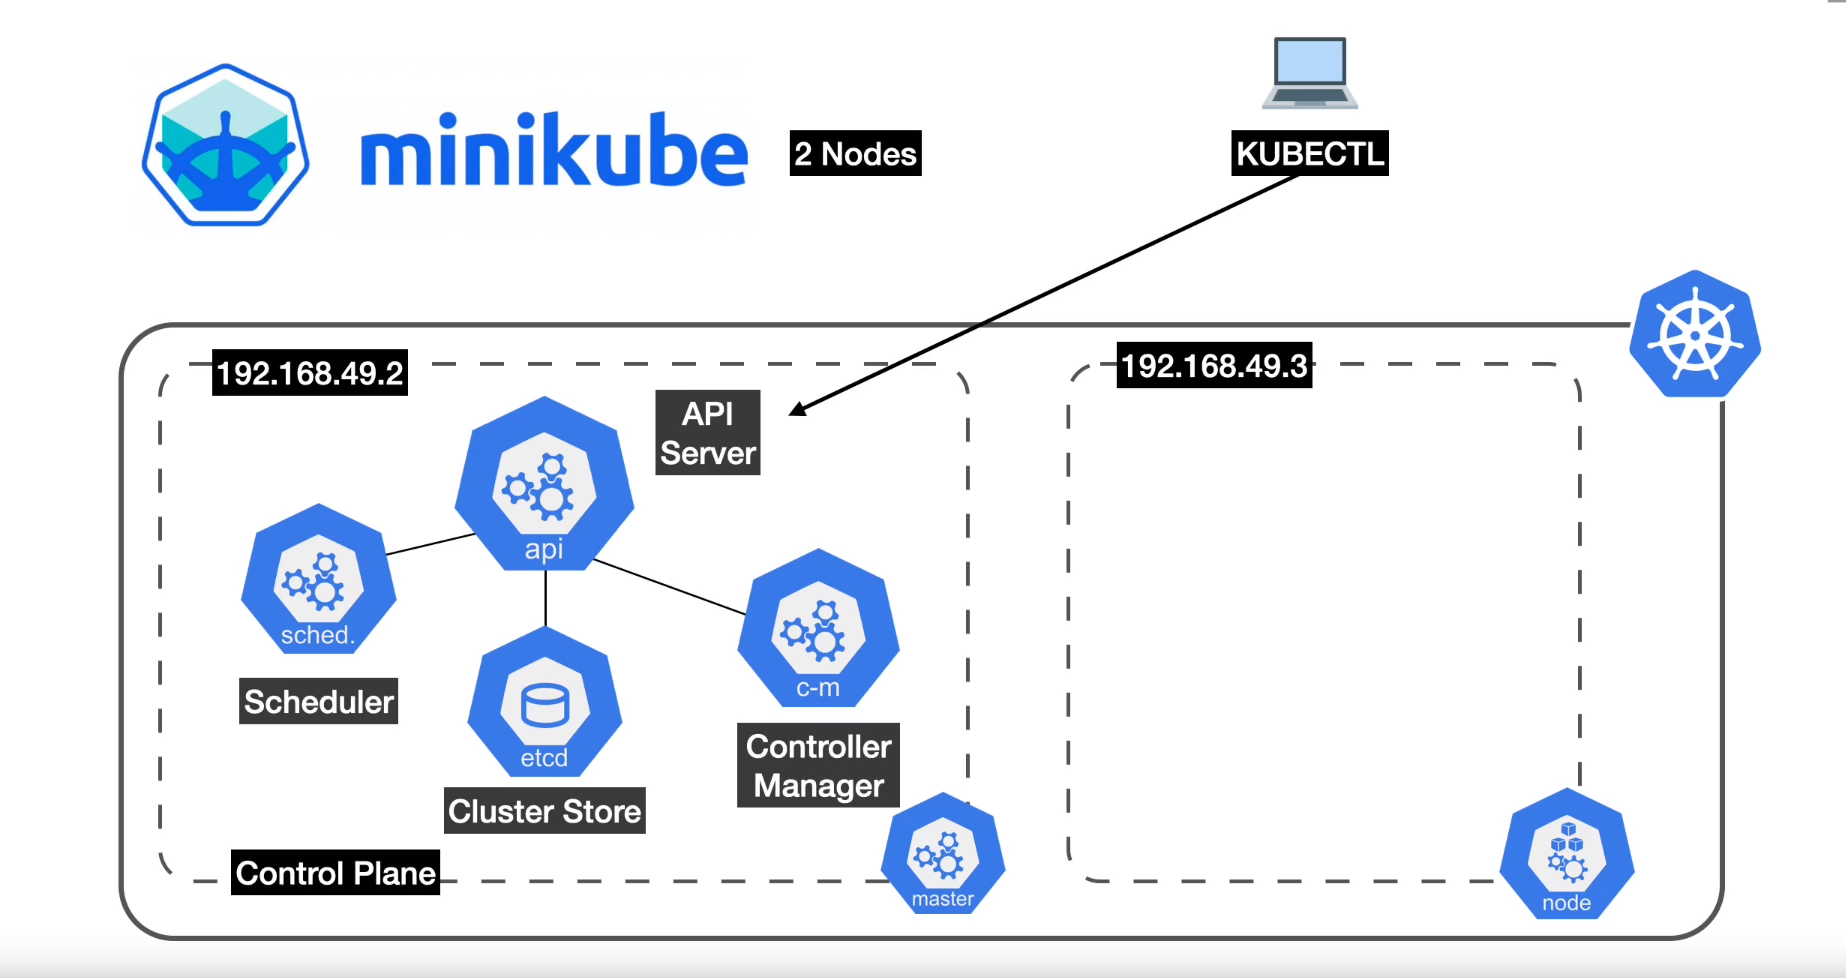 minikube
2 Nodes
KUBECTL
192.168.49.2
192.168.49.3
API
Server
api
sched.
Scheduler
etcd
Cluster Store
c-m
Controller
Manager
Control Plane
master
node